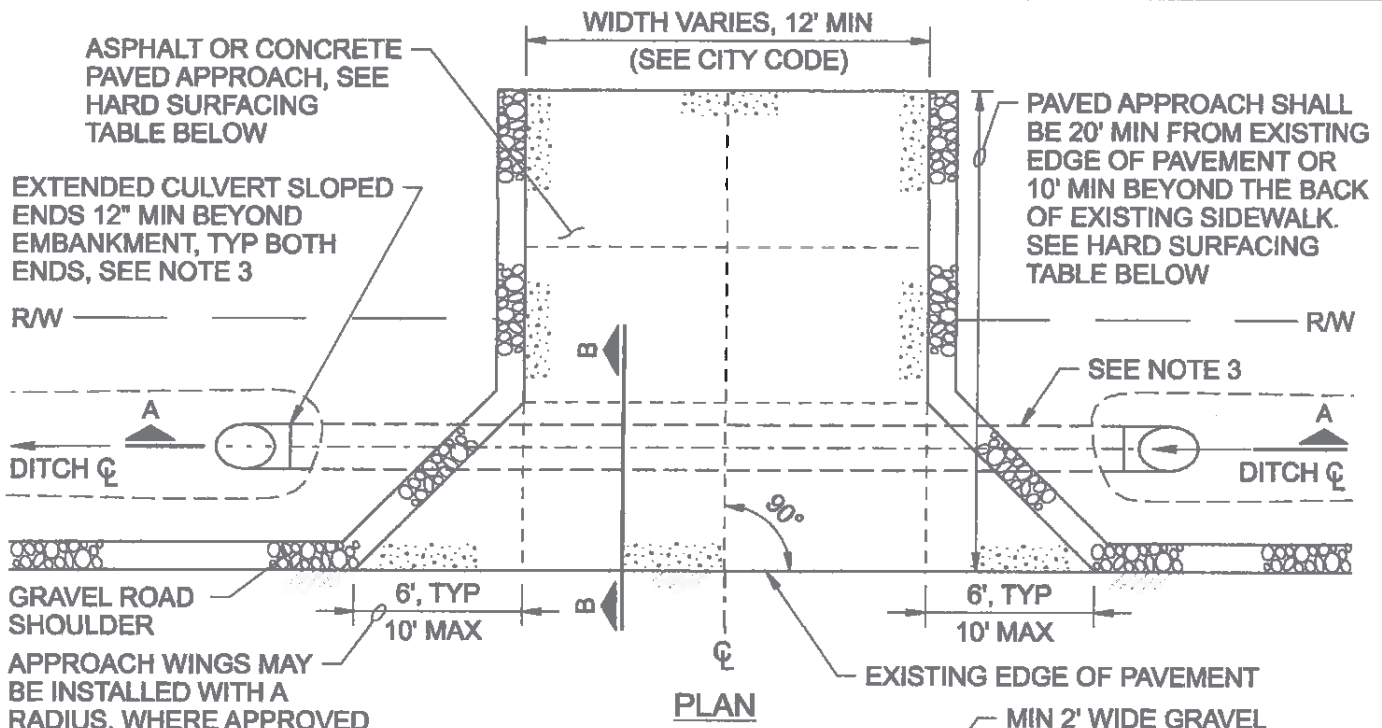 WIDTH VARIES, 12' MIN
(SEE CITY CODE)
ASPHALT OR CONCRETE
PAVED APPROACH, SEE
HARD SURFACING
TABLE BELOW
PAVED APPROACH SHALL
BE 20' MIN FROM EXISTING
EDGE OF PAVEMENT OR
10' MIN BEYOND THE BACK
OF EXISTING SIDEWALK.
SEE HARD SURFACING
TABLE BELOW
EXTENDED CULVERT SLOPED
ENDS 12" MIN BEYOND
EMBANKMENT, TYP BOTH
ENDS, SEE NOTE 3
R/W
R/W
B
SEE NOTE 3
A
A
DITCH ℄
DITCH ℄
90°
GRAVEL ROAD
SHOULDER
6', TYP
10' MAX
B
6', TYP
10' MAX
℄
APPROACH WINGS MAY
BE INSTALLED WITH A
RADIUS, WHERE APPROVED
EXISTING EDGE OF PAVEMENT
PLAN
MIN 2' WIDE GRAVEL